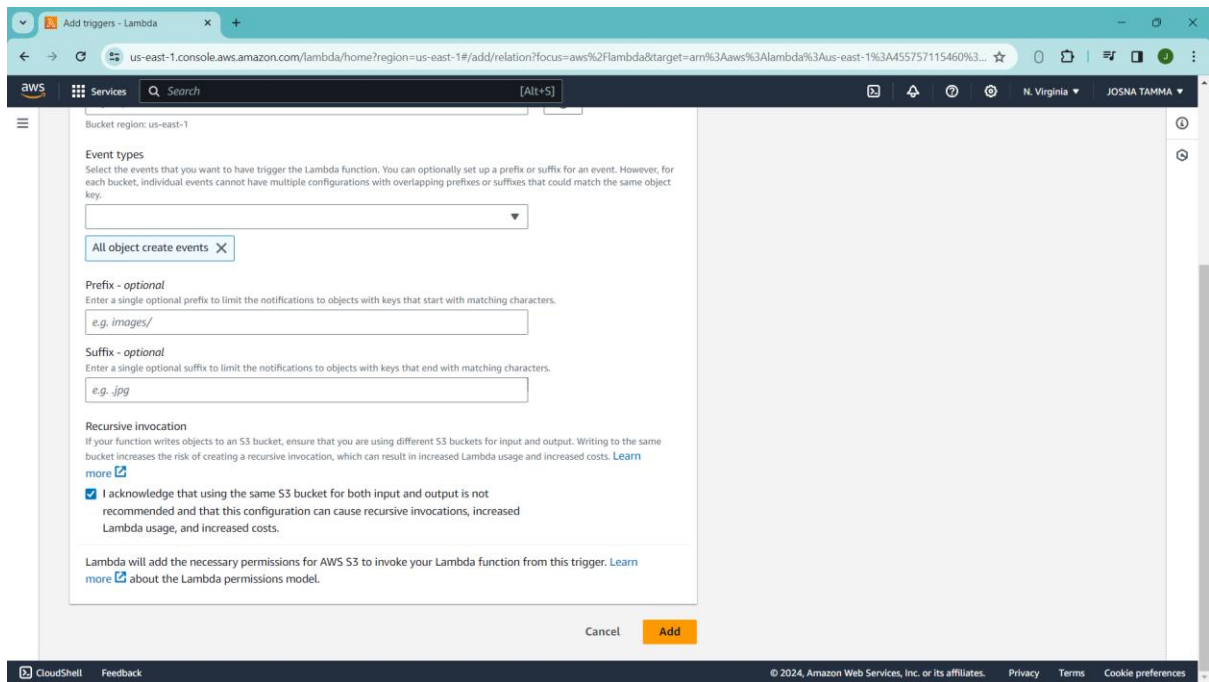 Add triggers - Lambda
us-east-1.console.aws.amazon.com/lambda/home?region=us-east-1#/add/relation?focus=aws%2Flambda&target=arn%3Aaws%3Alambda%3Aus-east-1%3A455757115460%3...
J
aws
Services
Search
[Alt+S]
N. Virginia
JOSNA TAMMA
Bucket region: us-east-1
Event types
Select the events that you want to have trigger the Lambda function. You can optionally set up a prefix or suffix for an event. However, for
each bucket, individual events cannot have multiple configurations with overlapping prefixes or suffixes that could match the same object
key.
All object create events
Prefix - optional
Enter a single optional prefix to limit the notifications to objects with keys that start with matching characters.
e.g. images/
Suffix - optional
Enter a single optional suffix to limit the notifications to objects with keys that end with matching characters.
e.g. .jpg
Recursive invocation
If your function writes objects to an S3 bucket, ensure that you are using different S3 buckets for input and output. Writing to the same
bucket increases the risk of creating a recursive invocation, which can result in increased Lambda usage and increased costs. Learn
more
I acknowledge that using the same S3 bucket for both input and output is not
recommended and that this configuration can cause recursive invocations, increased
Lambda usage, and increased costs.
Lambda will add the necessary permissions for AWS S3 to invoke your Lambda function from this trigger. Learn
more about the Lambda permissions model.
Cancel
Add
CloudShell
Feedback
© 2024, Amazon Web Services, Inc. or its affiliates.
Privacy
Terms
Cookie preferences